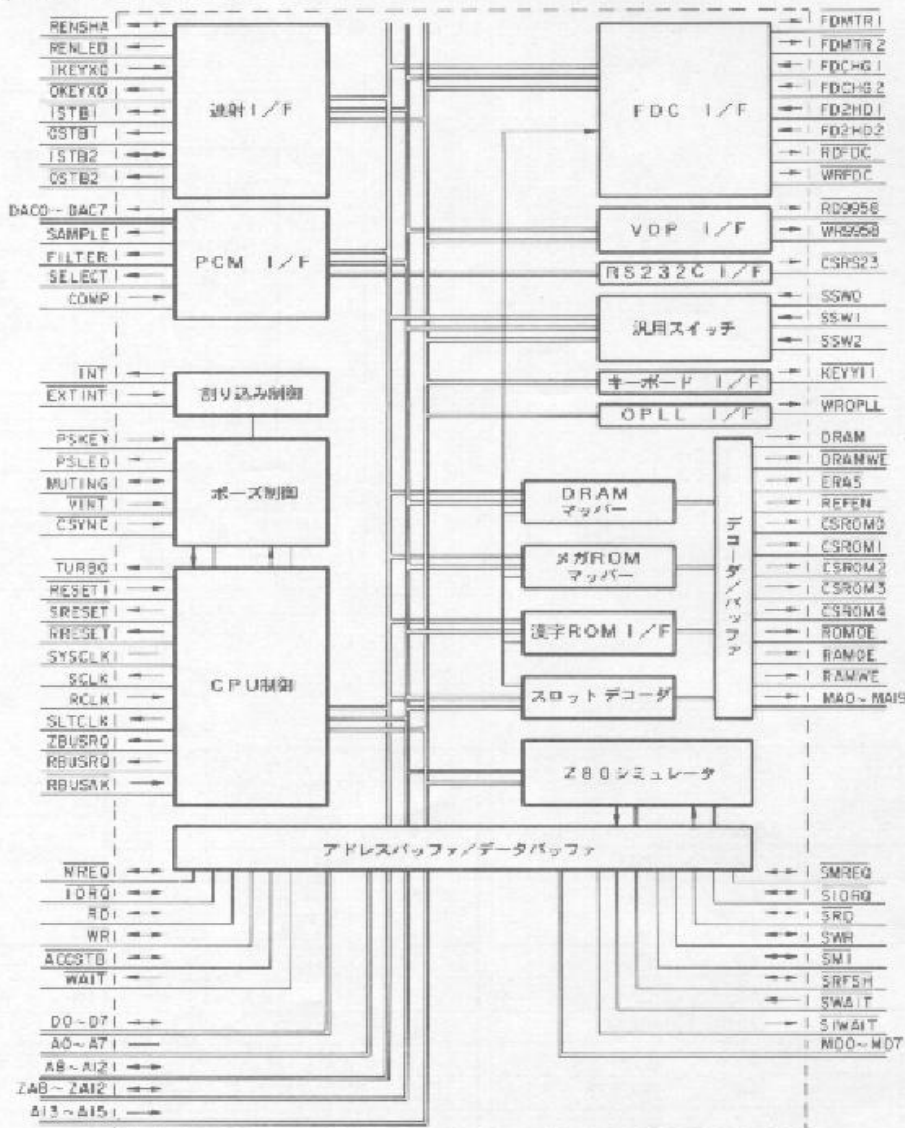 RENSHA
RENLED
IKEYX0
OKEYX0
ISTB1
OSTB1
ISTB2
OSTB2
連射 I/F
DAC0~DAC7
SAMPLE
FILTER
SELECT
COMP
PCM I/F
INT
EXTINT
割り込み制御
PSKEY
PSLED
MUTING
VINT
CSYNC
ポーズ制御
TURBO
RESET
SRESET
RRESET
SYSCLK
SCLK
RCLK
SLTCLK
ZBUSRQ
RBUSRQ
RBUSAK
CPU制御
FDC I/F
FDMTR1
FDMTR2
FDCHG1
FDCHG2
FD2HD1
FD2HD2
RDFDC
WRFDC
VDP I/F
RD9958
WR9958
RS232C I/F
CSRS23
汎用スイッチ
SSW0
SSW1
SSW2
キーボード I/F
KEYY11
OPLL I/F
WROPLL
DRAM
マッパー
メガROM
マッパー
漢字ROM I/F
スロットデコーダ
デコーダ/バッファ
DRAM
DRAMWE
ERAS
REFEN
CSROM0
CSROM1
CSROM2
CSROM3
CSROM4
ROMOE
RAMOE
RAMWE
MA0~MA19
Z80シミュレータ
アドレスバッファ/データバッファ
MREQ
IORQ
RD
WR
ACCSTB
WAIT
D0~D7
A0~A7
A8~A12
ZA8~ZA12
A13~A15
SMREQ
SIORQ
SRD
SWR
SM1
SRFSH
SWAIT
SIWAIT
MD0~MD7